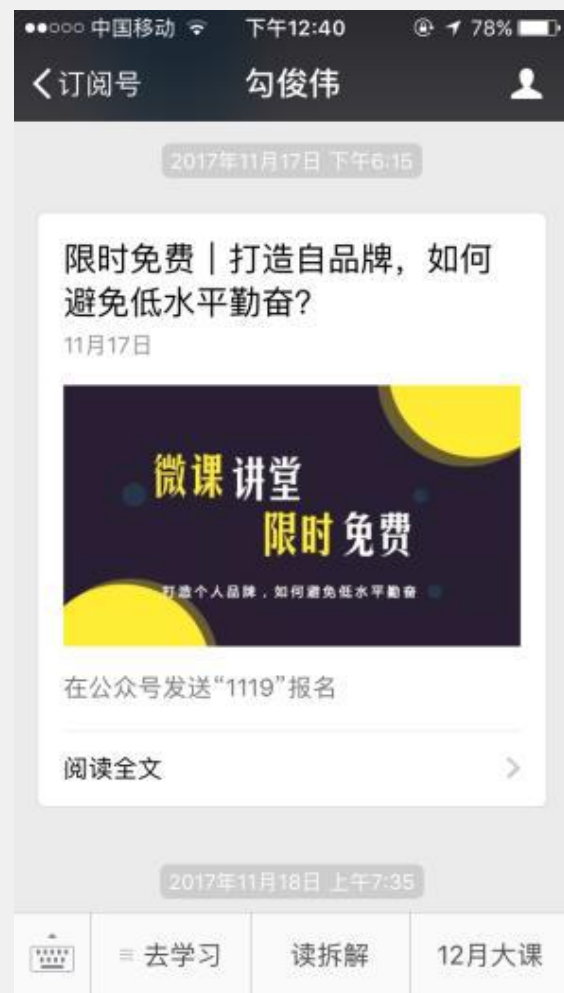 中国移动 下午12:40 78%
订阅号 勾俊伟
2017年11月17日 下午6:15
限时免费｜打造自品牌，如何
避免低水平勤奋?
11月17日
微课讲堂
限时免费
打造个人品牌，如何避免低水平勤奋
在公众号发送“1119”报名
阅读全文
2017年11月18日 上午7:35
去学习 读拆解 12月大课